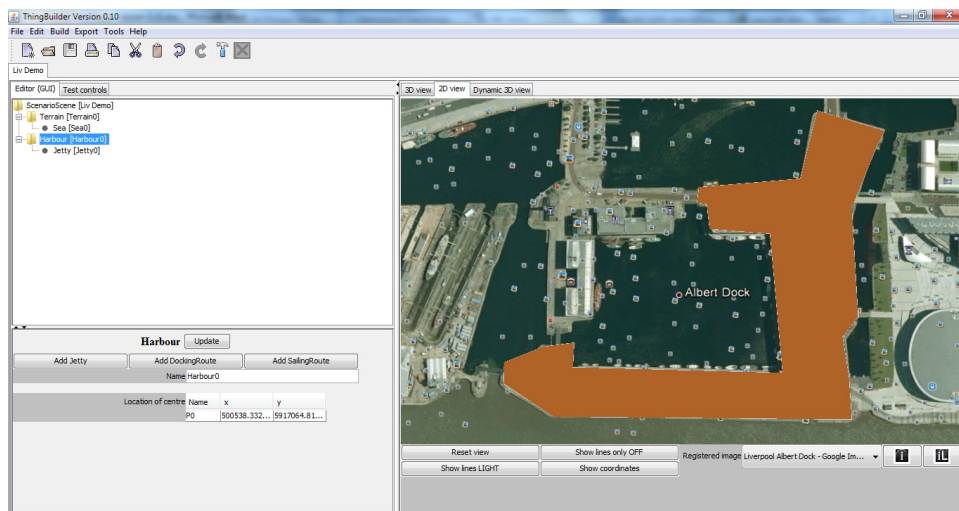 ThingBuilder Version 0.10
File Edit Build Export Tools Help
Liv Demo
Editor (GUI) Test controls
ScenarioScene [Liv Demo]
Terrain [Terrain0]
Sea [Sea0]
Harbour [Harbour0]
Jetty [Jetty0]
Harbour Update
Add Jetty Add DockingRoute Add SailingRoute
Name Harbour0
Location of centre Name x y
P0 500538.332... 5917064.81...
3D view 2D view Dynamic 3D view
Albert Dock
Reset view Show lines only OFF Registered image Liverpool Albert Dock - Google Im...
Show lines LIGHT Show coordinates